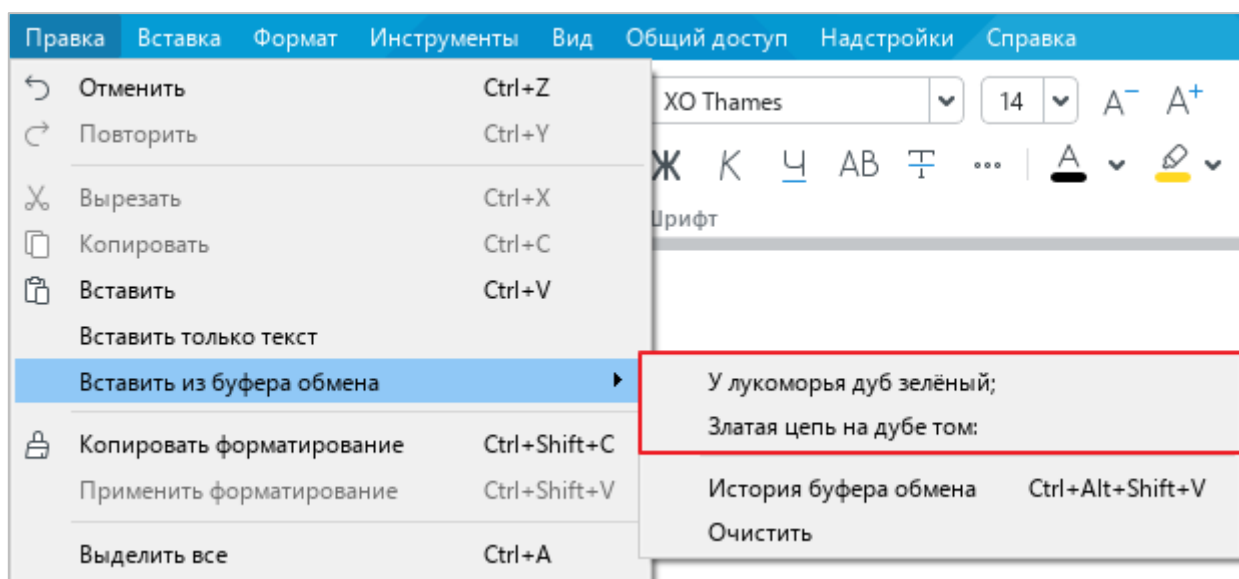 Правка Вставка Формат Инструменты Вид Общий доступ Надстройки Справка
Отменить Ctrl+Z
XO Thames 14 A− A+
Повторить Ctrl+Y
Ж К Ч АВ Т
Вырезать Ctrl+X
Шрифт
Копировать Ctrl+C
Вставить Ctrl+V
Вставить только текст
Вставить из буфера обмена
У лукоморья дуб зелёный;
Златая цепь на дубе том:
Копировать форматирование Ctrl+Shift+C
Применить форматирование Ctrl+Shift+V
История буфера обмена Ctrl+Alt+Shift+V
Очистить
Выделить все Ctrl+A